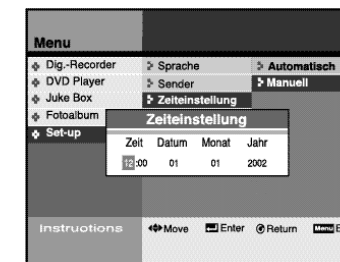 Menu
Dig.-Recorder
DVD Player
Juke Box
Fotoalbum
Set-up
Sprache
Sender
Zeiteinstellung
Automatisch
Manuell
Zeiteinstellung
Zeit Datum Monat Jahr
12:00 01 01 2002
Instructions Move Enter Return Menu E